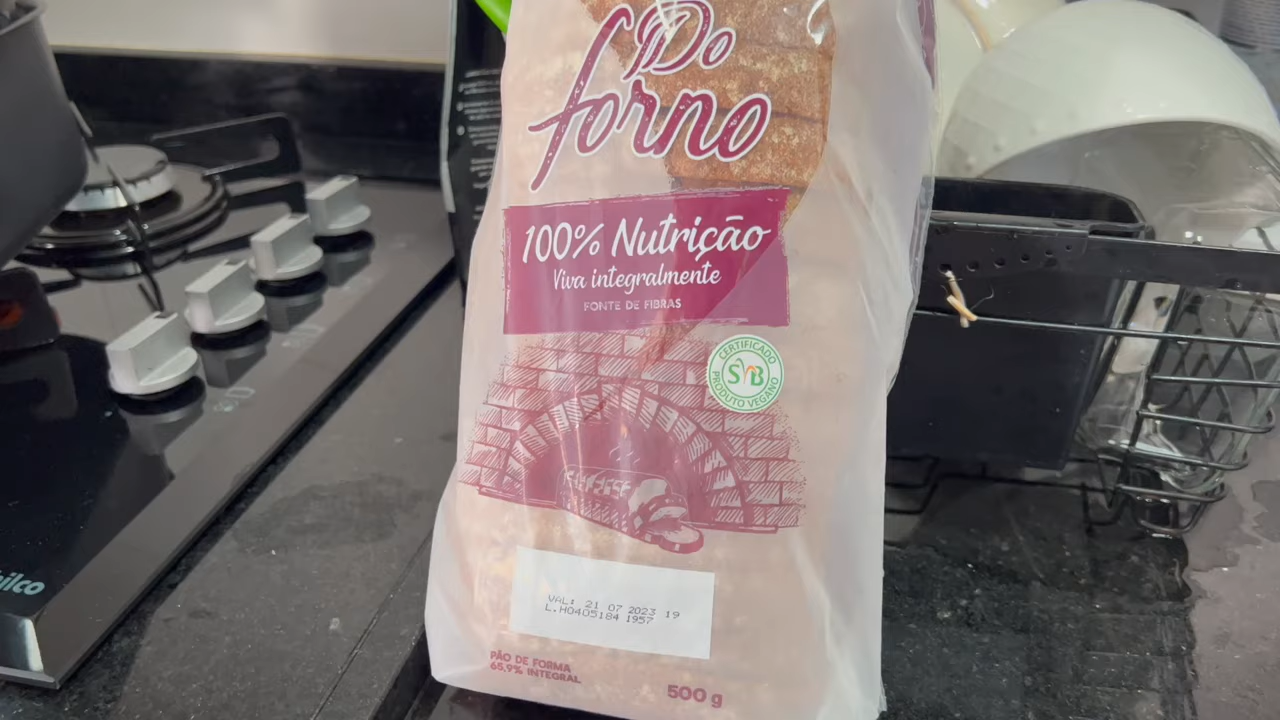 Do
forno
100% Nutrição
Viva integralmente
FONTE DE FIBRAS
CERTIFICADO
SVB
PRODUTO VEGANO
VAL: 21 07 2023 19
L.H0405184 1957
PÃO DE FORMA
65,9% INTEGRAL
500 g